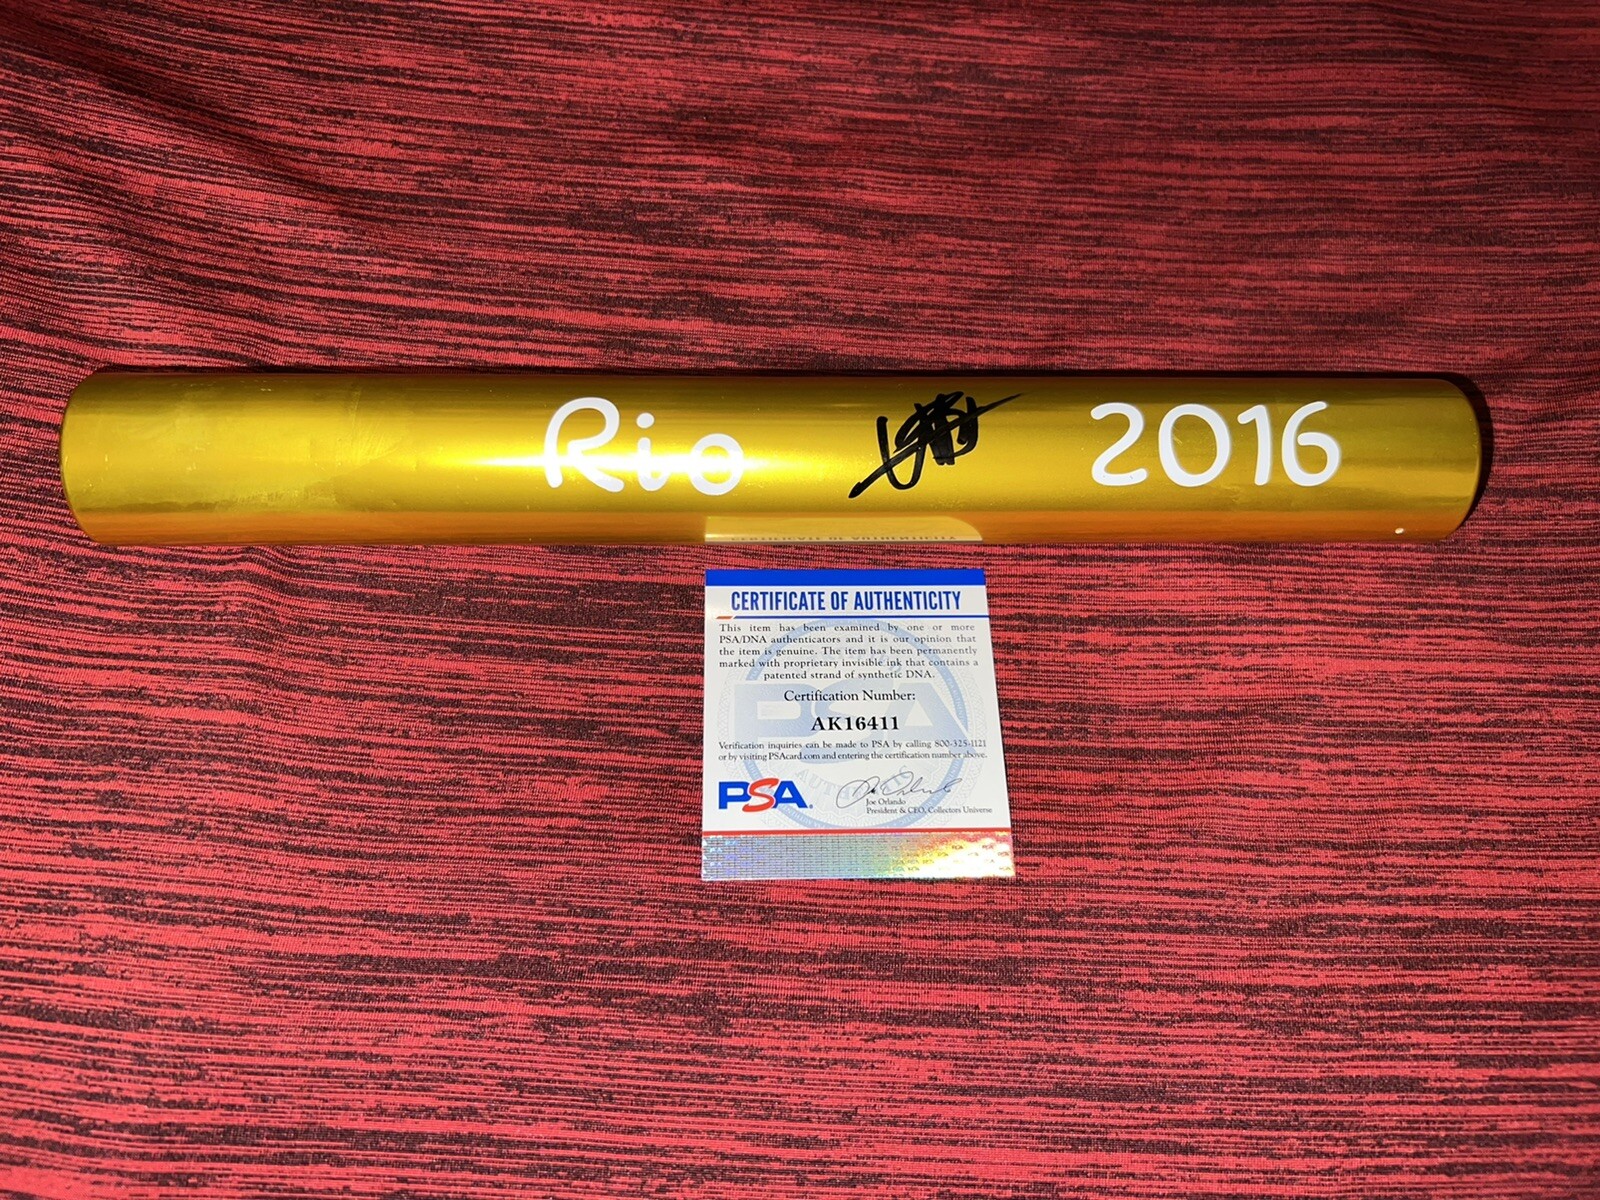 Rio 2016
CERTIFICATE OF AUTHENTICITY
This item has been examined by one or more
PSA/DNA authenticators and it is our opinion that
the item is genuine. The item has been permanently
marked with proprietary invisible ink that contains a
patented strand of synthetic DNA.
Certification Number:
AK16411
Verification inquiries can be made to PSA by calling 800-325-1121
or by visiting PSAcard.com and entering the certification number above.
PSA
Joe Orlando
President & CEO, Collectors Universe